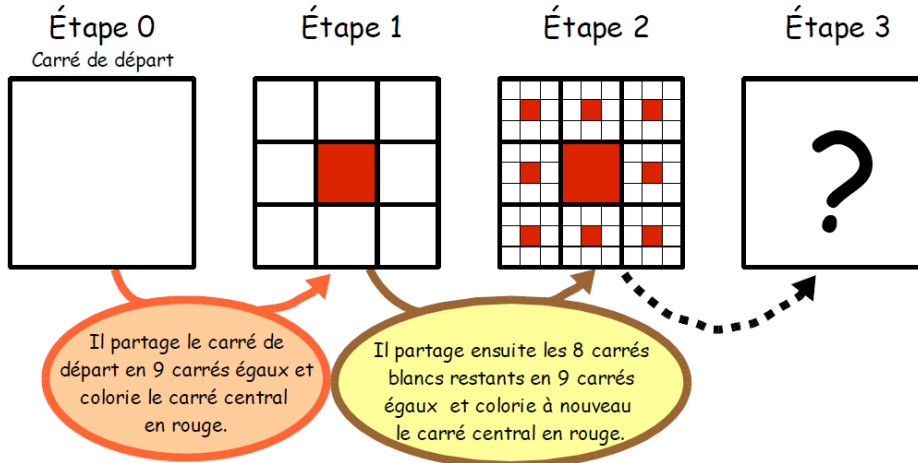 Étape 0
Étape 1
Étape 2
Étape 3
Carré de départ
?
Il partage le carré de
départ en 9 carrés égaux et
colorie le carré central
en rouge.
Il partage ensuite les 8 carrés
blancs restants en 9 carrés
égaux et colorie à nouveau
le carré central en rouge.